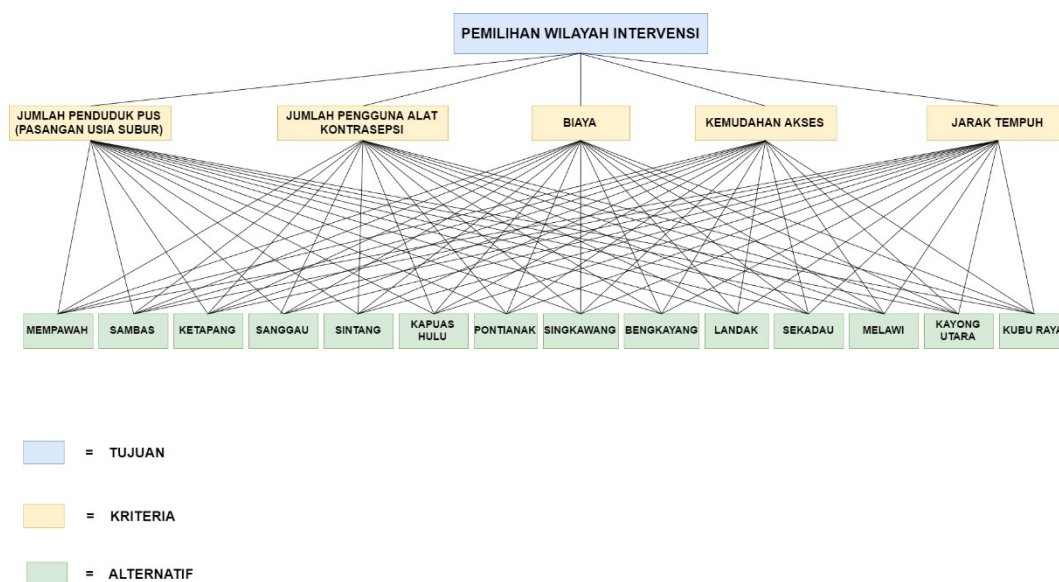 PEMILIHAN WILAYAH INTERVENSI
JUMLAH PENDUDUK PUS
(PASANGAN USIA SUBUR)
JUMLAH PENGGUNA ALAT
KONTRASEPSI
BIAYA
KEMUDAHAN AKSES
JARAK TEMPUH
MEMPAWAH
SAMBAS
KETAPANG
SANGGAU
SINTANG
KAPUAS
HULU
PONTIANAK
SINGKAWANG
BENGKAYANG
LANDAK
SEKADAU
MELAWI
KAYONG
UTARA
KUBU RAYA
= TUJUAN
= KRITERIA
= ALTERNATIF